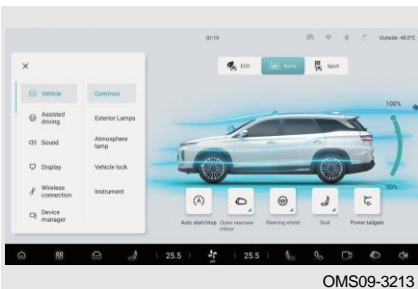 01:19
Outside -40.0°C
ECO
Norm
Sport
Vehicle
Common
Assisted
driving
Exterior Lamps
Sound
Atmosphere
lamp
Display
Vehicle lock
Wireless
connection
Instrument
Device
manager
100%
50%
Auto start/stop
Outer rearview
mirror
Steering wheel
Seat
Power tailgate
25.5
OFF
25.5
OMS09-3213